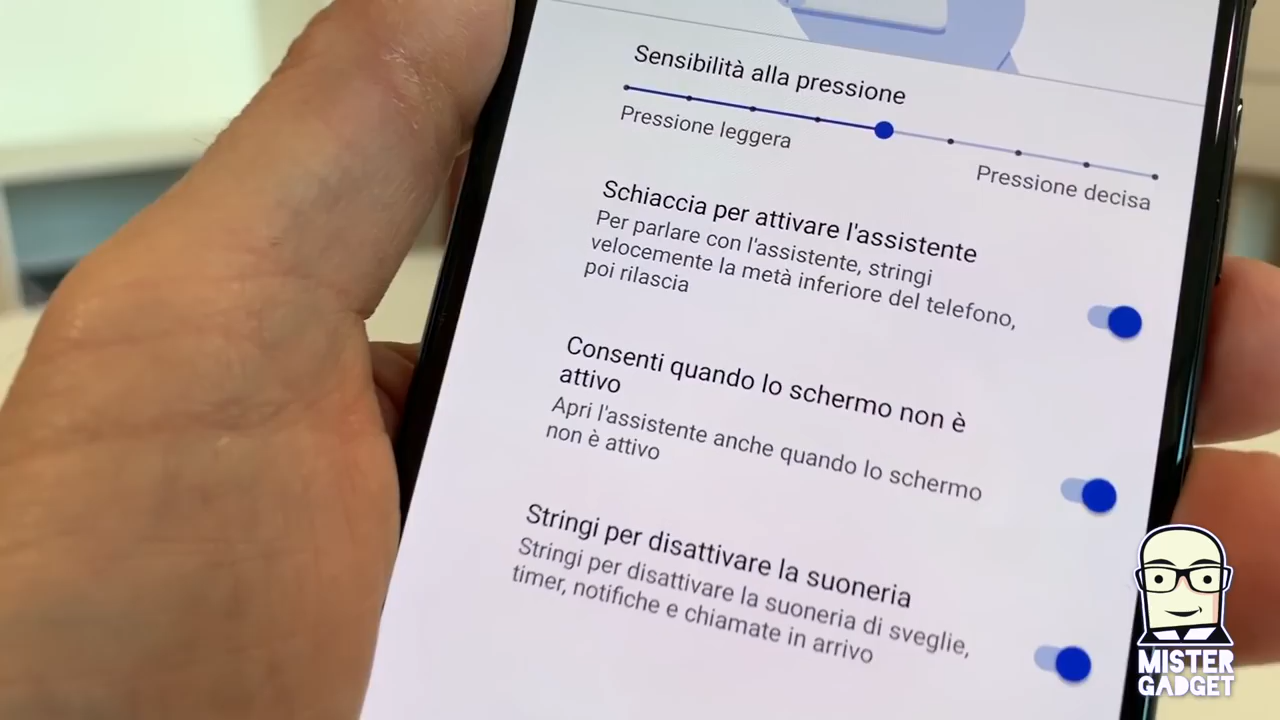 Sensibilità alla pressione
Pressione leggera
Pressione decisa
Schiaccia per attivare l'assistente
Per parlare con l'assistente, stringi
velocemente la metà inferiore del telefono,
poi rilascia
Consenti quando lo schermo non è
attivo
Apri l'assistente anche quando lo schermo
non è attivo
Stringi per disattivare la suoneria
Stringi per disattivare la suoneria di sveglie,
timer, notifiche e chiamate in arrivo
MISTER
GADGET